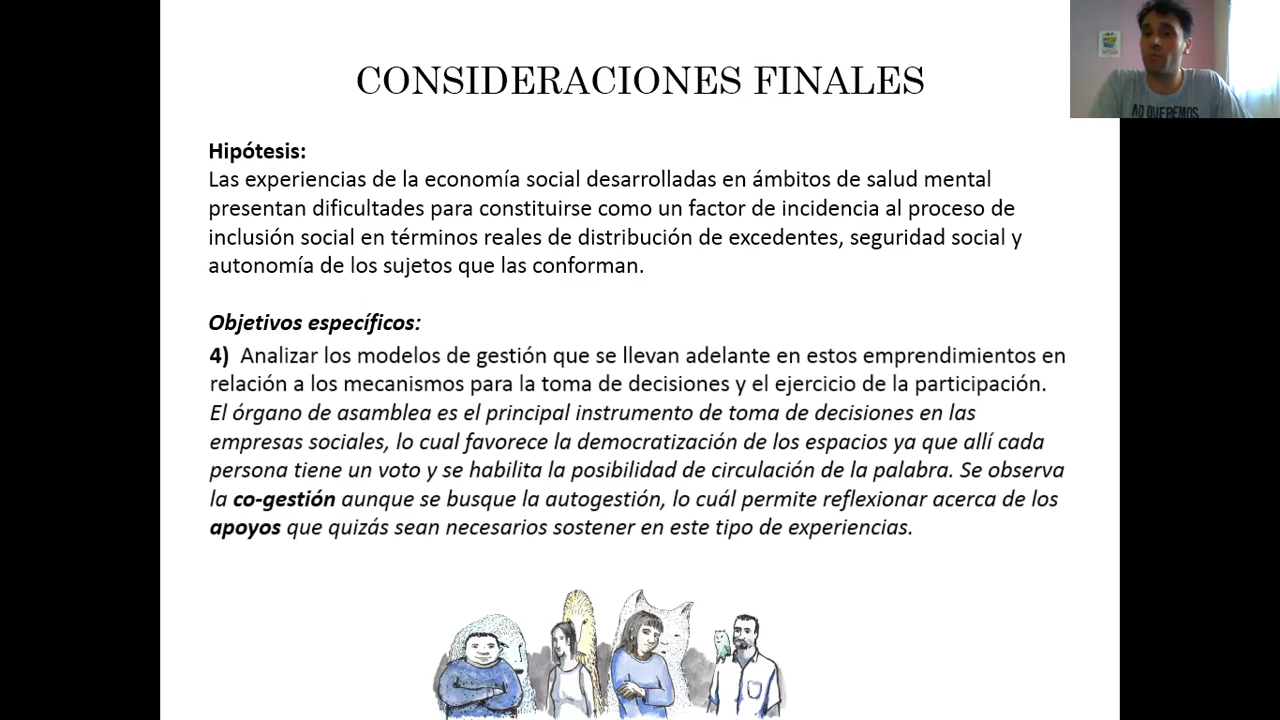 CONSIDERACIONES FINALES
Hipótesis:
Las experiencias de la economía social desarrolladas en ámbitos de salud mental
presentan dificultades para constituirse como un factor de incidencia al proceso de
inclusión social en términos reales de distribución de excedentes, seguridad social y
autonomía de los sujetos que las conforman.
Objetivos específicos:
4) Analizar los modelos de gestión que se llevan adelante en estos emprendimientos en
relación a los mecanismos para la toma de decisiones y el ejercicio de la participación.
El órgano de asamblea es el principal instrumento de toma de decisiones en las
empresas sociales, lo cual favorece la democratización de los espacios ya que allí cada
persona tiene un voto y se habilita la posibilidad de circulación de la palabra. Se observa
la co-gestión aunque se busque la autogestión, lo cuál permite reflexionar acerca de los
apoyos que quizás sean necesarios sostener en este tipo de experiencias.
QUEREMOS